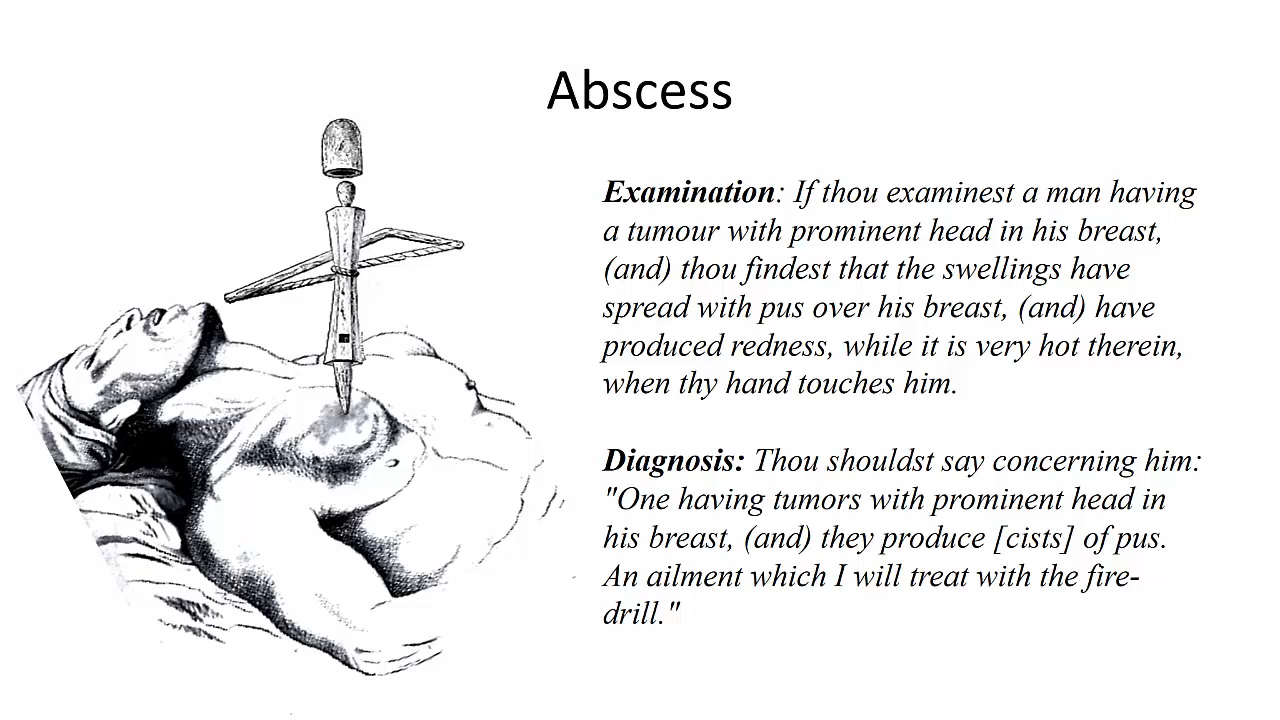 Abscess
Examination: If thou examinest a man having
a tumour with prominent head in his breast,
(and) thou findest that the swellings have
spread with pus over his breast, (and) have
produced redness, while it is very hot therein,
when thy hand touches him.
Diagnosis: Thou shouldst say concerning him:
"One having tumors with prominent head in
his breast, (and) they produce [cists] of pus.
An ailment which I will treat with the fire-
drill."